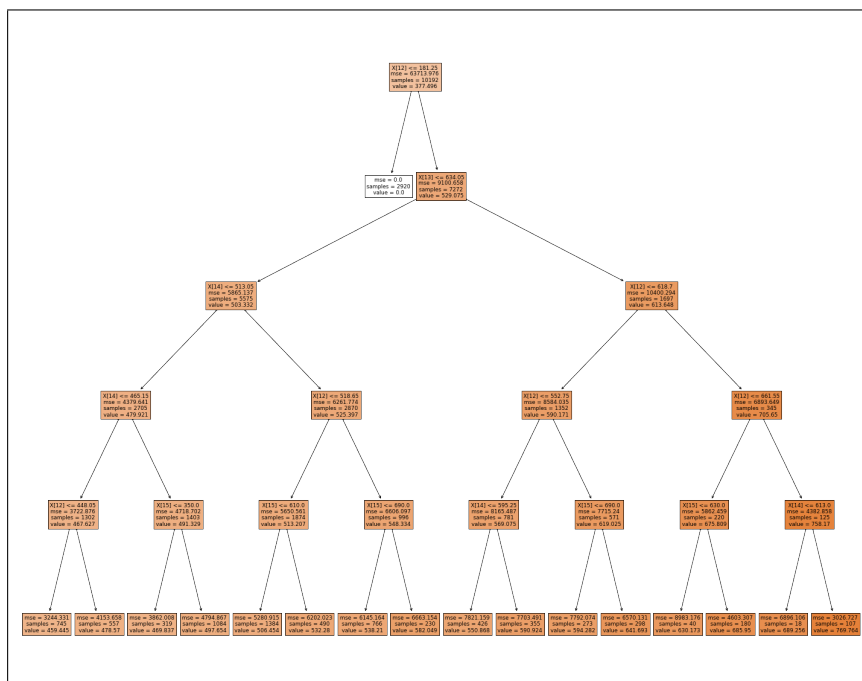 X[12] <= 181.25
mse = 63713.976
samples = 10192
value = 377.496
mse = 0.0
samples = 2920
value = 0.0
X[13] <= 634.05
mse = 9100.658
samples = 7272
value = 529.075
X[14] <= 513.05
mse = 5865.137
samples = 5575
value = 503.332
X[12] <= 618.7
mse = 10400.294
samples = 1697
value = 613.648
X[14] <= 465.15
mse = 4379.641
samples = 2705
value = 479.921
X[12] <= 518.65
mse = 6261.774
samples = 2870
value = 525.397
X[12] <= 552.75
mse = 8584.035
samples = 1352
value = 590.171
X[12] <= 661.55
mse = 6893.649
samples = 345
value = 705.65
X[12] <= 448.05
mse = 3722.876
samples = 1302
value = 467.627
X[15] <= 350.0
mse = 4718.702
samples = 1403
value = 491.329
X[15] <= 610.0
mse = 5650.561
samples = 1874
value = 513.207
X[15] <= 690.0
mse = 6606.097
samples = 996
value = 548.334
X[14] <= 595.25
mse = 8165.487
samples = 781
value = 569.075
X[15] <= 690.0
mse = 7715.24
samples = 571
value = 619.025
X[15] <= 630.0
mse = 5862.459
samples = 220
value = 675.809
X[14] <= 613.0
mse = 4382.858
samples = 125
value = 758.17
mse = 3244.331
samples = 745
value = 459.445
mse = 4153.658
samples = 557
value = 478.57
mse = 3862.008
samples = 319
value = 469.837
mse = 4794.867
samples = 1084
value = 497.654
mse = 5280.915
samples = 1384
value = 506.454
mse = 6202.023
samples = 490
value = 532.28
mse = 6145.164
samples = 766
value = 538.21
mse = 6663.154
samples = 230
value = 582.049
mse = 7821.159
samples = 426
value = 550.868
mse = 7703.491
samples = 355
value = 590.924
mse = 7792.074
samples = 273
value = 594.282
mse = 6570.131
samples = 298
value = 641.693
mse = 8983.176
samples = 40
value = 630.173
mse = 4603.307
samples = 180
value = 685.95
mse = 6896.106
samples = 18
value = 689.256
mse = 3026.727
samples = 107
value = 769.764